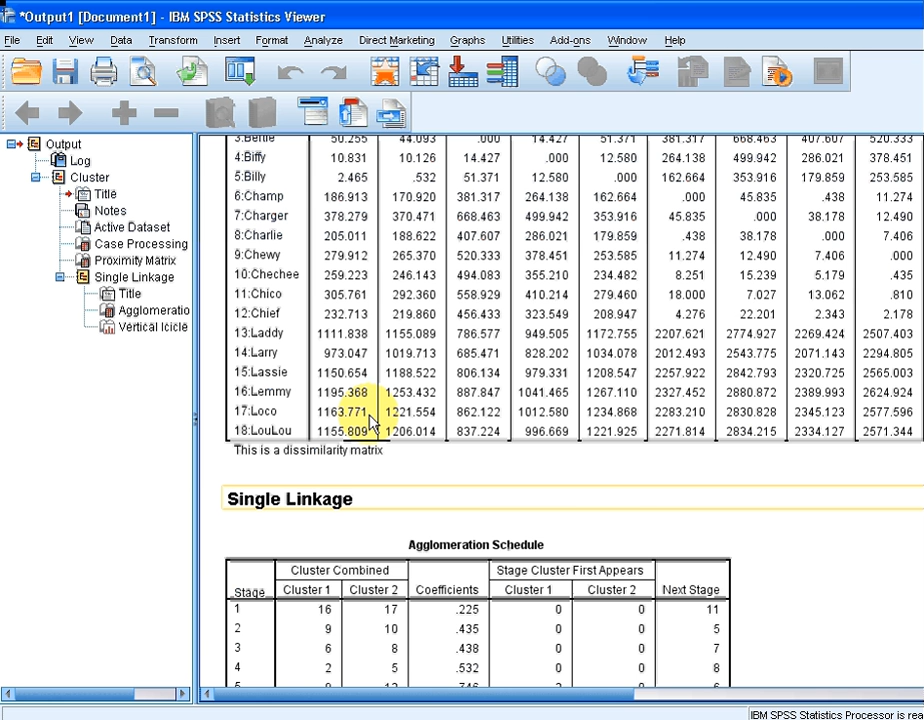 *Output1 [Document1] - IBM SPSS Statistics Viewer
File Edit View Data Transform Insert Format Analyze Direct Marketing Graphs Utilities Add-ons Window Help
Output
Log
Cluster
Title
Notes
Active Dataset
Case Processing
Proximity Matrix
Single Linkage
Title
Agglomeratio
Vertical Icicle
50.255 44.093 .000 14.427 51.371 381.317 668.463 407.607 520.333
4:Biffy 10.831 10.126 14.427 .000 12.580 264.138 499.942 286.021 378.451
5:Billy 2.465 .532 51.371 12.580 .000 162.664 353.916 179.859 253.585
6:Champ 186.913 170.920 381.317 264.138 162.664 .000 45.835 .438 11.274
7:Charger 378.279 370.471 668.463 499.942 353.916 45.835 .000 38.178 12.490
8:Charlie 205.011 188.622 407.606 286.021 179.859 .438 38.178 .000 7.406
9:Chewy 279.912 265.370 520.333 378.451 253.585 11.274 12.490 7.406 .000
10:Chechee 259.223 246.143 494.083 355.210 234.482 8.251 15.239 5.179 .435
11:Chico 305.761 292.360 558.929 410.214 279.460 18.000 7.027 13.062 .810
12:Chief 232.713 219.860 456.433 323.549 208.947 4.276 22.201 2.343 2.178
13:Laddy 1111.838 1155.089 786.577 949.505 1172.755 2207.621 2774.927 2269.424 2507.403
14:Larry 973.047 1019.713 685.471 828.202 1034.078 2012.493 2543.775 2071.143 2294.805
15:Lassie 1150.654 1188.522 806.134 979.331 1208.547 2257.922 2842.793 2320.725 2565.003
16:Lemmy 1195.368 1253.432 887.847 1041.465 1267.110 2327.452 2880.872 2389.993 2624.924
17:Loco 1163.771 1221.554 862.122 1012.580 1234.868 2283.210 2830.828 2345.123 2577.596
18:LouLou 1155.809 1206.014 837.224 996.669 1221.925 2271.814 2834.215 2334.127 2571.344
This is a dissimilarity matrix
Single Linkage
Agglomeration Schedule
Cluster Combined Stage Cluster First Appears
Stage Cluster 1 Cluster 2 Coefficients Cluster 1 Cluster 2 Next Stage
1 16 17 .225 0 0 11
2 9 10 .435 0 0 5
3 6 8 .438 0 0 7
4 2 5 .532 0 0 8
IBM SPSS Statistics Processor is rea